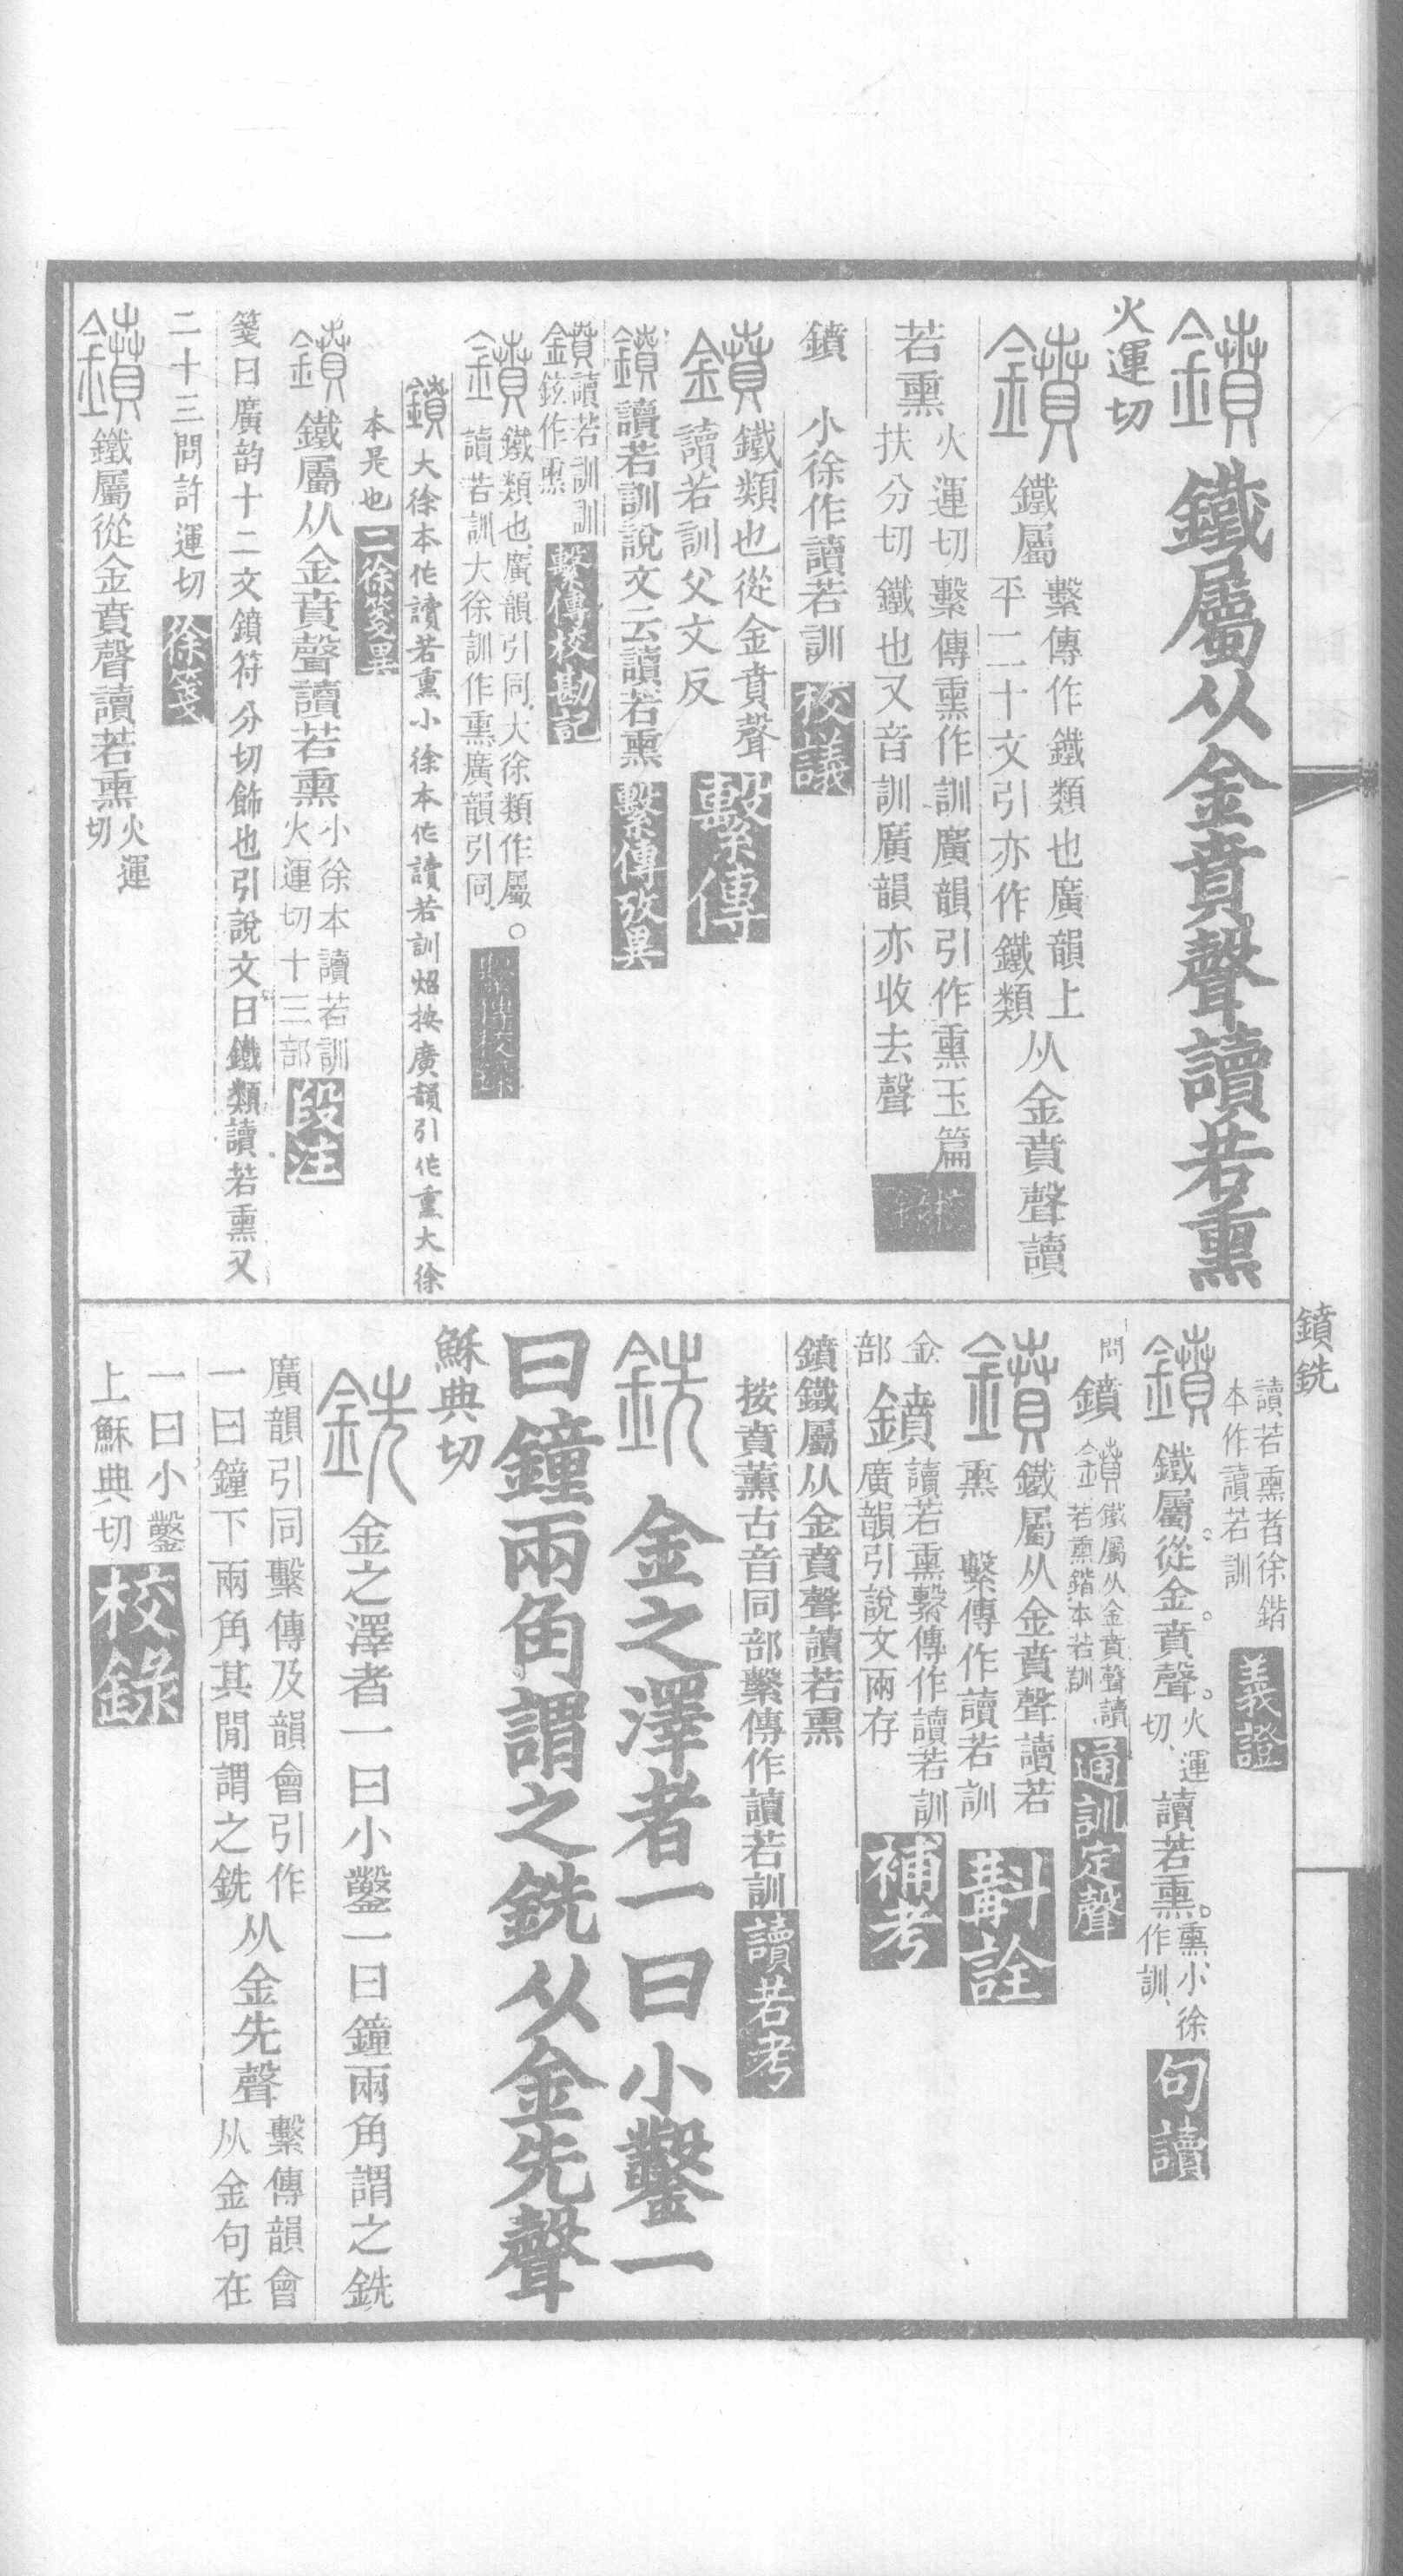 鐼鐵屬从金賁聲讀若熏
火運切
鐼鐵屬繫傳作鐵類也廣韻上平二十文引亦作鐵類从金賁聲讀
若熏火運切繫傳熏作訓廣韻引作熏玉篇扶分切鐵也又音訓廣韻亦收去聲
鐼 小徐作讀若訓校議
鐼鐵類也從金賁聲讀若訓父文反繫傳
鐼讀若訓說文云讀若熏繫傳攷異
鐼讀若訓訓鉉作熏繫傳校勘記
鐼鐵類也廣韻引同大徐類作屬○讀若訓大徐訓作熏廣韻引同
鐼大徐本作讀若熏小徐本作讀若訓炤按廣韻引作熏大徐
本是也二徐箋異
鐼鐵屬从金賁聲讀若熏小徐本讀若訓火運切十三部段注
箋曰廣韵十二文鐼符分切飾也引說文曰鐵類讀若熏又
二十三問許運切徐箋
鐼鐵屬從金賁聲讀若熏火運切
鐼銑
讀若熏者徐鍇本作讀若訓義證
鐼鐵屬從金賁聲火運切讀若熏熏小徐作訓句讀
問鐼鐼鐵屬从金賁聲讀若熏鍇本若訓通訓定聲
鐼鐵屬从金賁聲讀若熏 繫傳作讀若訓斠詮
金部鐼讀若熏繫傳作讀若訓廣韻引說文兩存補考
鐼鐵屬从金賁聲讀若熏
按賁薰古音同部繫傳作讀若訓讀若考
銑金之澤者一曰小鑿一
曰鐘兩角謂之銑从金先聲
穌典切
銑金之澤者一曰小鑿一曰鐘兩角謂之銑
廣韻引同繫傳及韻會引作一曰鐘下兩角其閒謂之銑从金先聲繫傳韻會从金句在
一曰小鑿上穌典切校錄